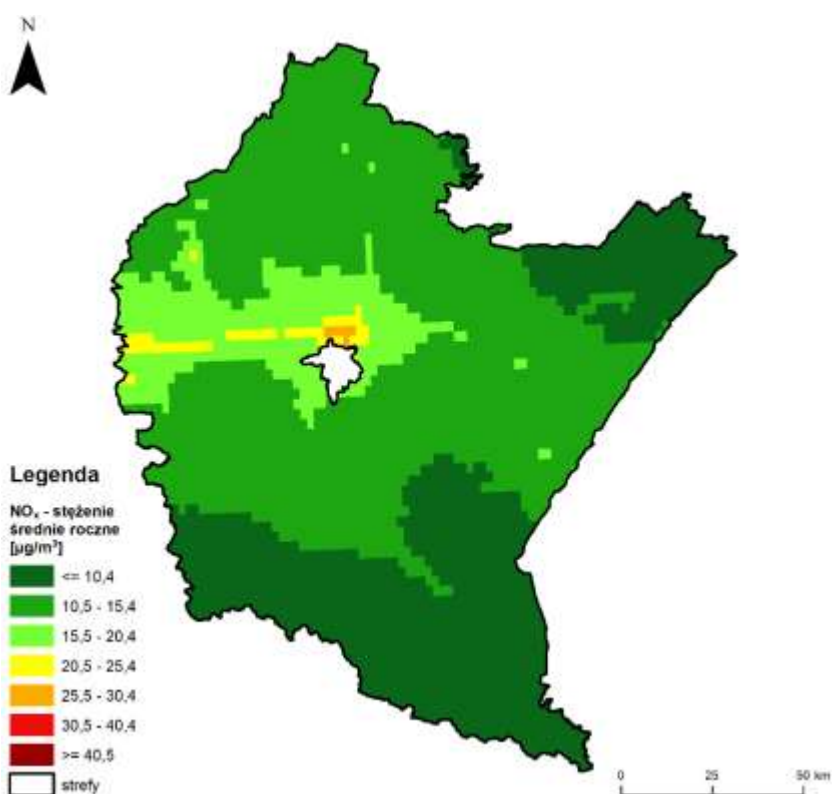 N
Legenda
NOₓ - stężenie
średnie roczne
[µg/m³]
<= 10,4
10,5 - 15,4
15,5 - 20,4
20,5 - 25,4
25,5 - 30,4
30,5 - 40,4
>= 40,5
strefy
0 25 50 km